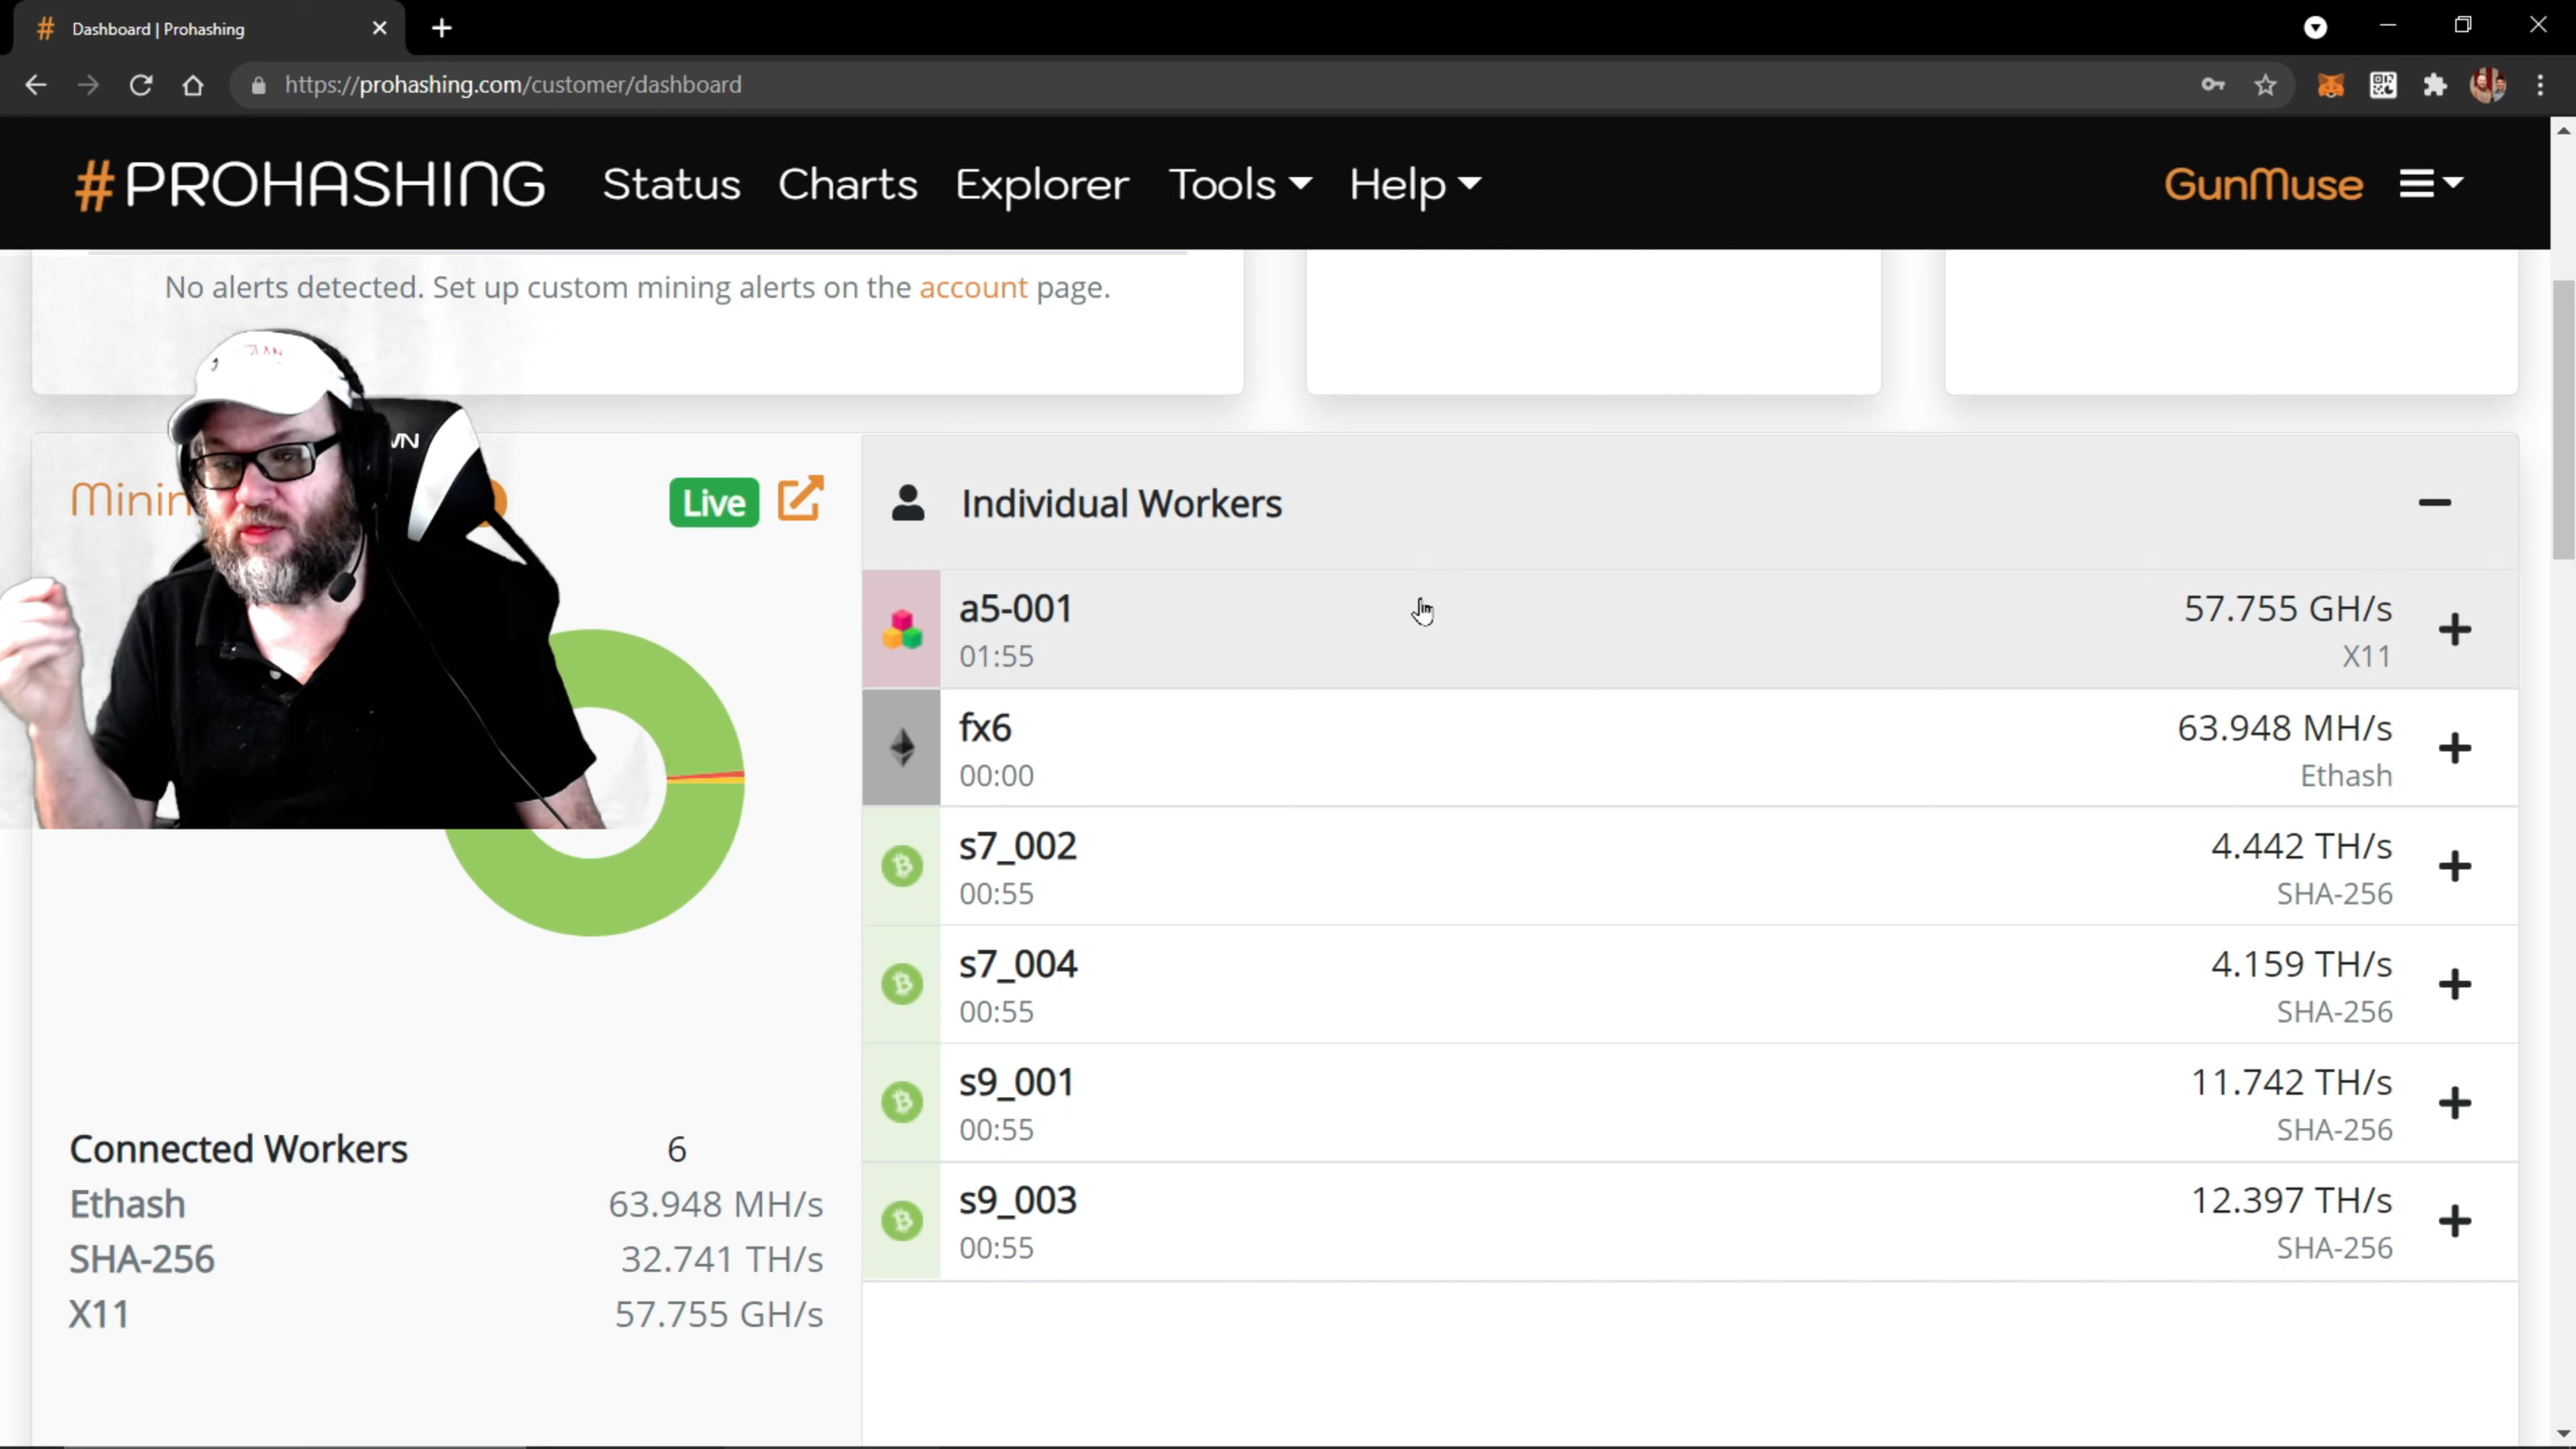 Dashboard | Prohashing
https://prohashing.com/customer/dashboard
#PROHASHING Status Charts Explorer Tools Help GunMuse
No alerts detected. Set up custom mining alerts on the account page.
Live Individual Workers
a5-001 57.755 GH/s
01:55 X11
fx6 63.948 MH/s
00:00 Ethash
s7_002 4.442 TH/s
00:55 SHA-256
s7_004 4.159 TH/s
00:55 SHA-256
s9_001 11.742 TH/s
00:55 SHA-256
s9_003 12.397 TH/s
00:55 SHA-256
Connected Workers 6
Ethash 63.948 MH/s
SHA-256 32.741 TH/s
X11 57.755 GH/s